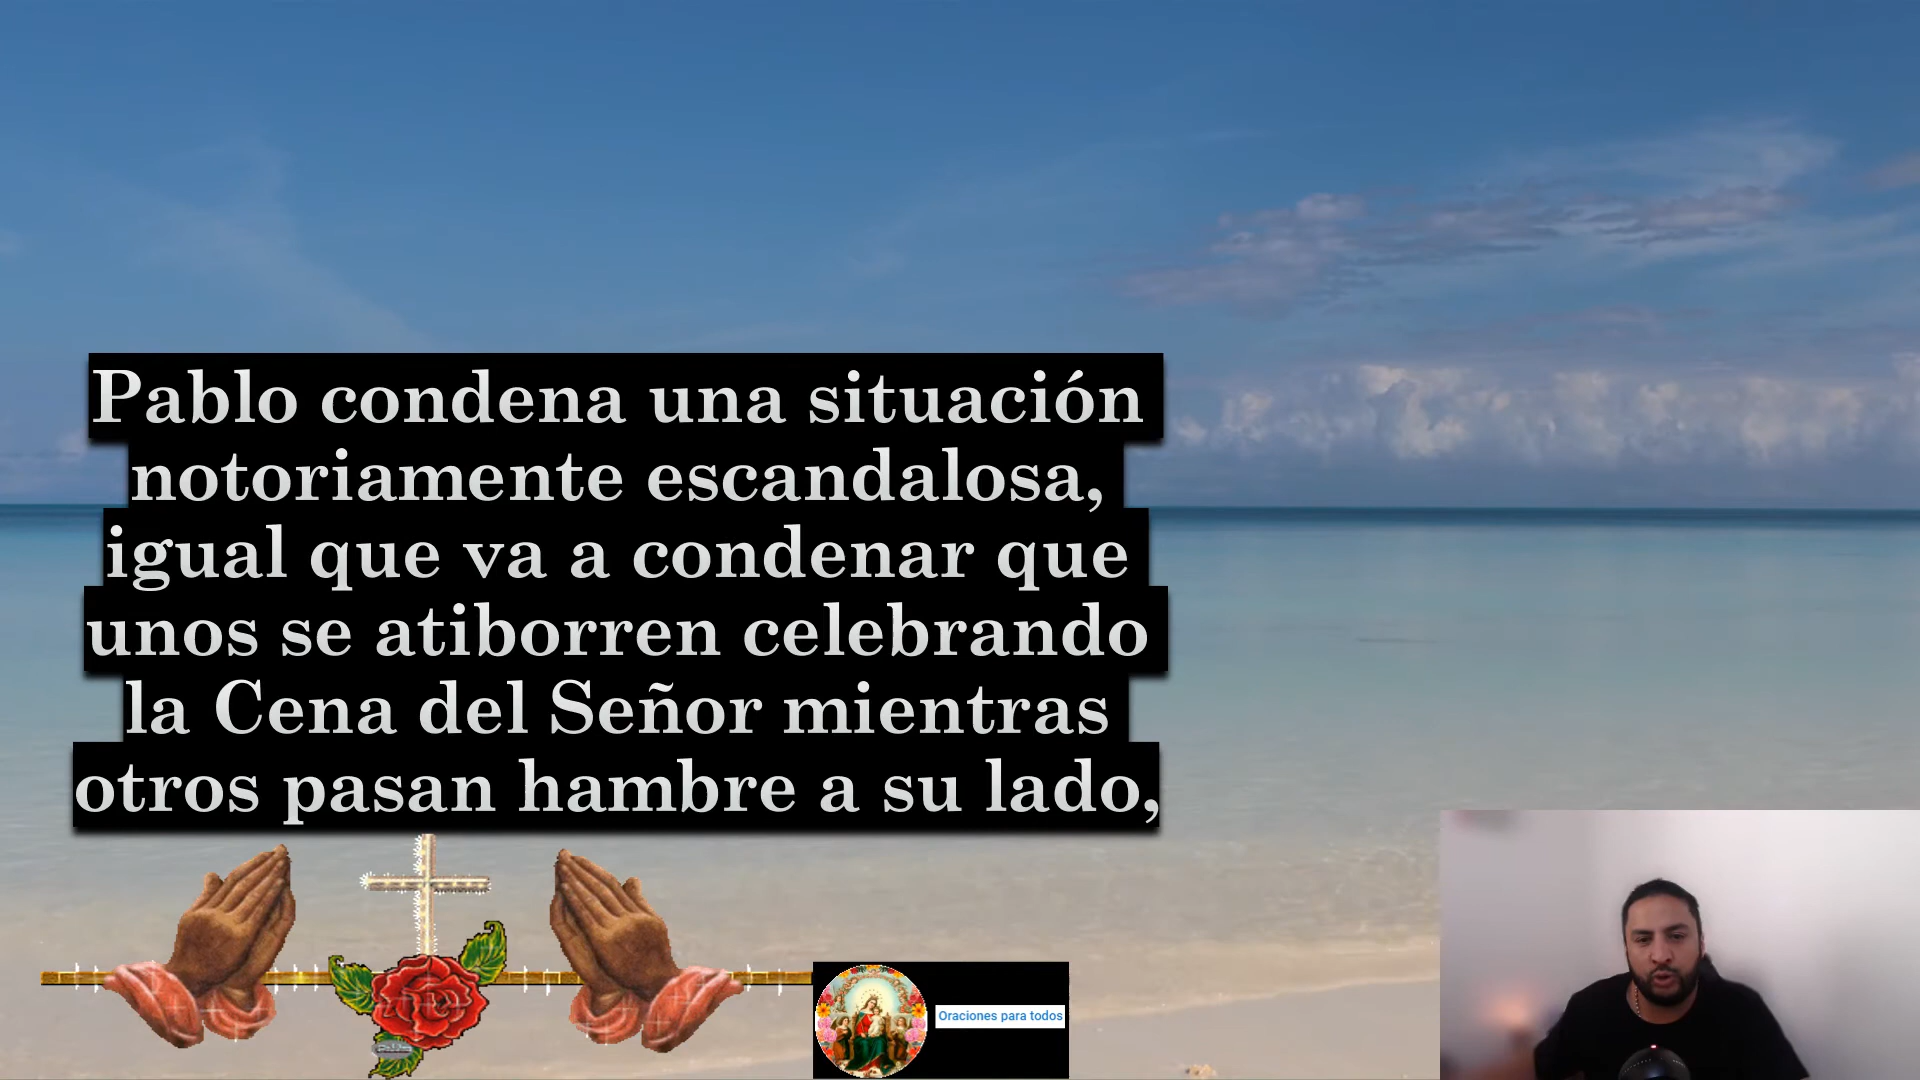 Pablo condena una situación
notoriamente escandalosa,
igual que va a condenar que
unos se atiborren celebrando
la Cena del Señor mientras
otros pasan hambre a su lado,
Oraciones para todos